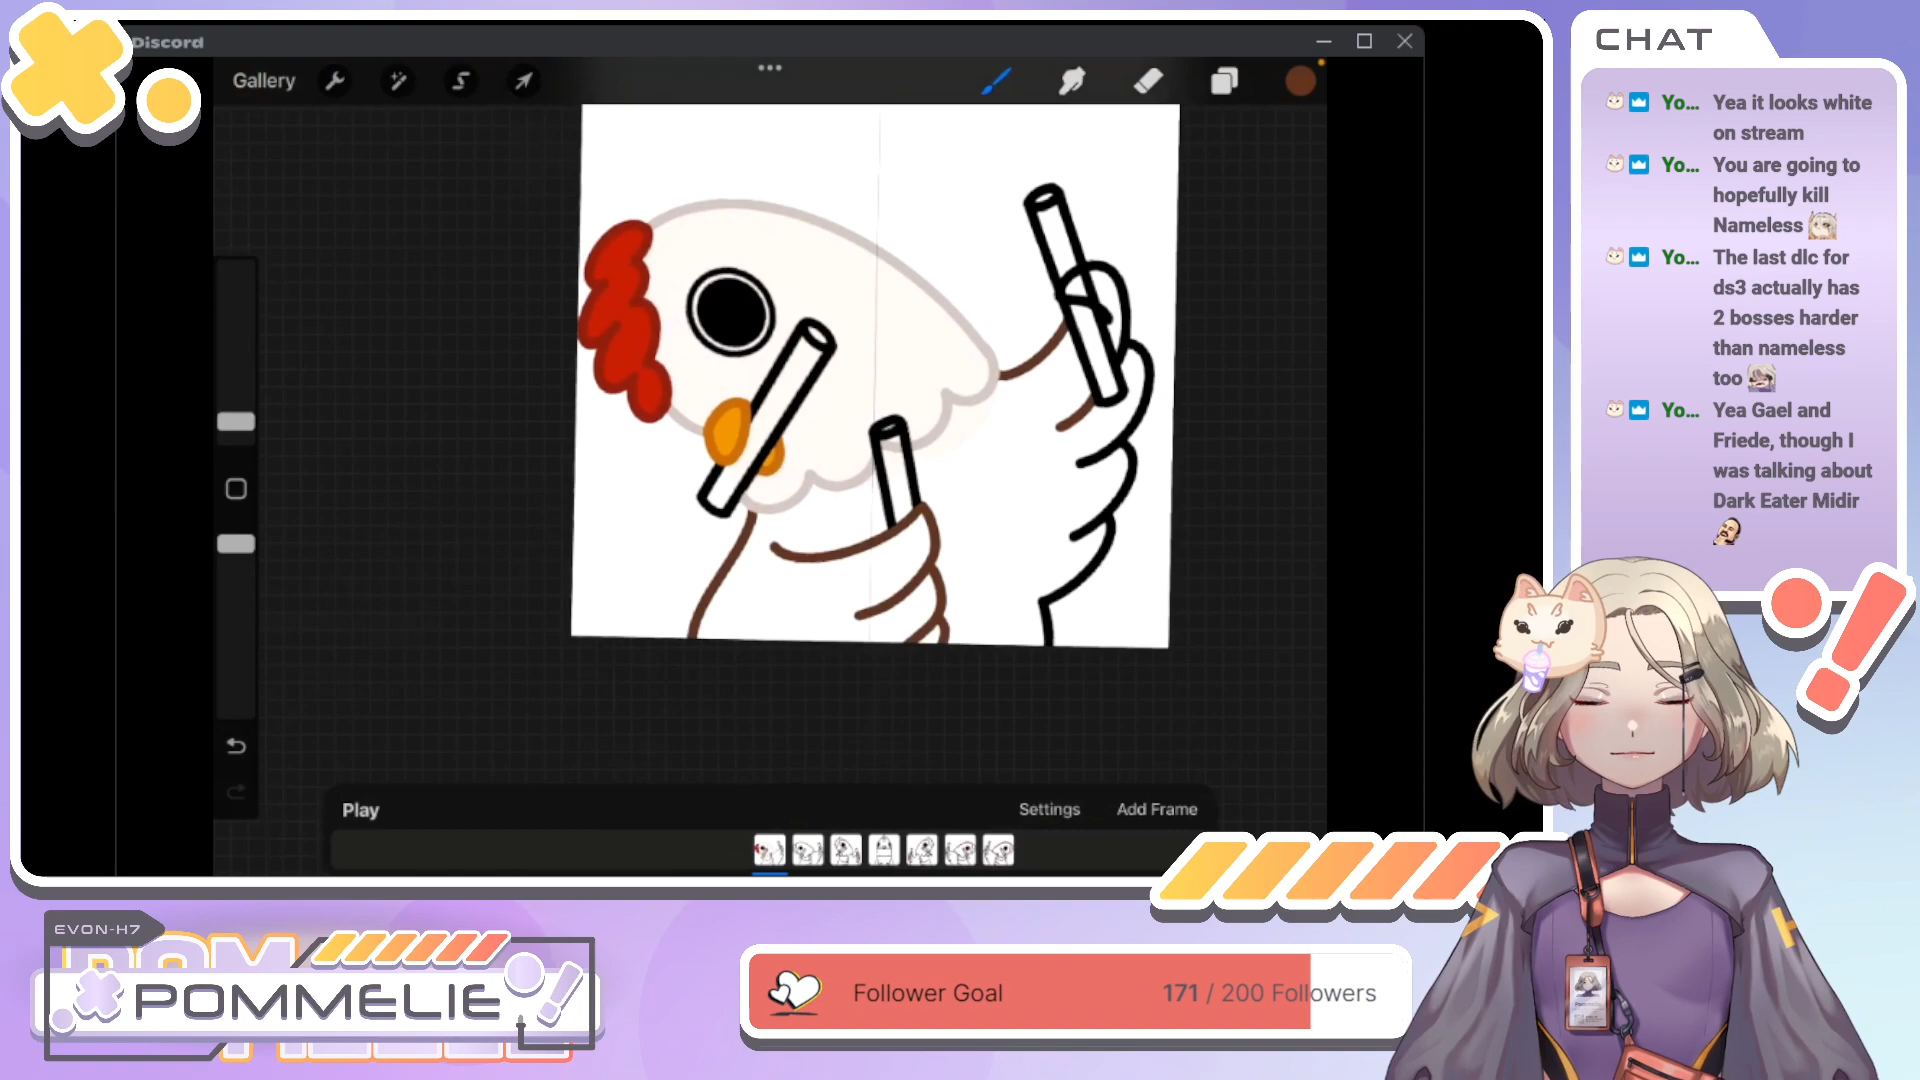 Discord
Gallery
Play
Settings
Add Frame
CHAT
Yo... Yea it looks white
on stream
Yo... You are going to
hopefully kill
Nameless
Yo... The last dlc for
ds3 actually has
2 bosses harder
than nameless
too
Yo... Yea Gael and
Friede, though I
was talking about
Dark Eater Midir
EVON-H7
POMMELIE
Follower Goal
171 / 200 Followers